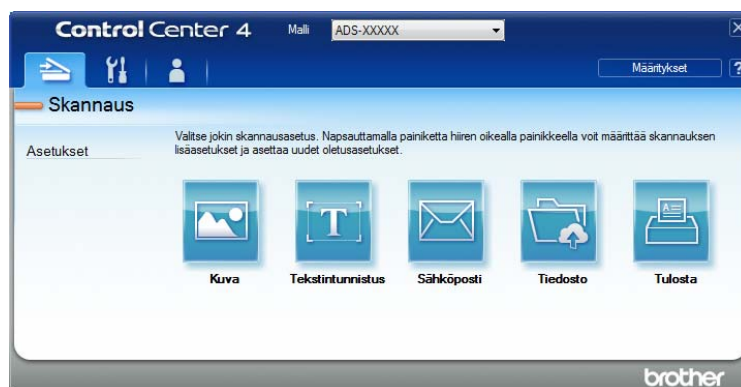 Control Center 4
Malli
ADS-XXXXX
Määritykset
?
Skannaus
Asetukset
Valitse jokin skannausasetus. Napsauttamalla painiketta hiiren oikealla painikkeella voit määrittää skannauksen
lisäasetukset ja asettaa uudet oletusasetukset.
T
Kuva
Tekstintunnistus
Sähköposti
Tiedosto
Tulosta
brother